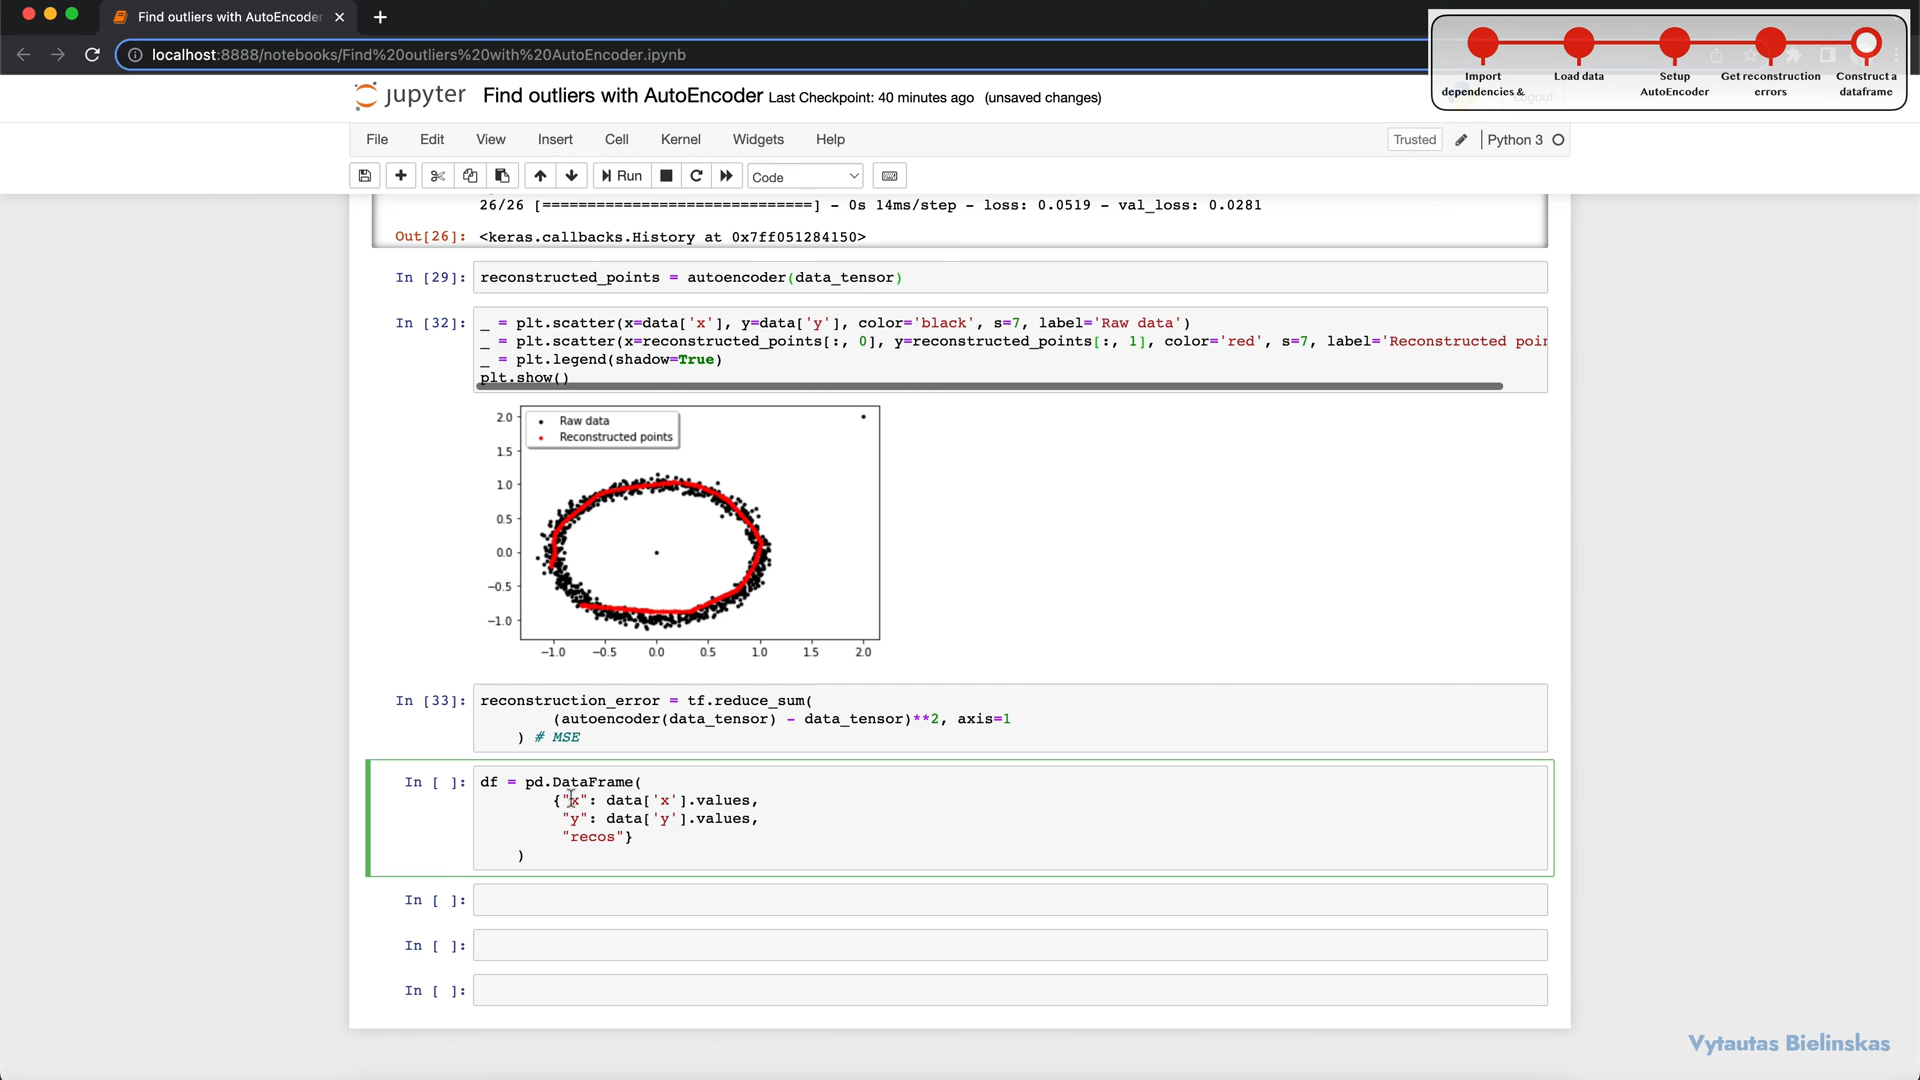 Find outliers with AutoEncoder
localhost:8888/notebooks/Find%20outliers%20with%20AutoEncoder.ipynb
Import dependencies &
Load data
Setup AutoEncoder
Get reconstruction errors
Construct a dataframe
jupyter Find outliers with AutoEncoder Last Checkpoint: 40 minutes ago (unsaved changes)
Logout
File Edit View Insert Cell Kernel Widgets Help Trusted Python 3
Run Code
26/26 [==============================] - 0s 14ms/step - loss: 0.0519 - val_loss: 0.0281
Out[26]: <keras.callbacks.History at 0x7ff051284150>
In [29]: reconstructed_points = autoencoder(data_tensor)
In [32]: _ = plt.scatter(x=data['x'], y=data['y'], color='black', s=7, label='Raw data')
_ = plt.scatter(x=reconstructed_points[:, 0], y=reconstructed_points[:, 1], color='red', s=7, label='Reconstructed poin
_ = plt.legend(shadow=True)
plt.show()
Raw data
Reconstructed points
2.0
1.5
1.0
0.5
0.0
−0.5
−1.0
−1.0 −0.5 0.0 0.5 1.0 1.5 2.0
In [33]: reconstruction_error = tf.reduce_sum(
(autoencoder(data_tensor) - data_tensor)**2, axis=1
) # MSE
In [ ]: df = pd.DataFrame(
{"x": data['x'].values,
"y": data['y'].values,
"recos"}
)
In [ ]:
In [ ]:
In [ ]:
Vytautas Bielinskas